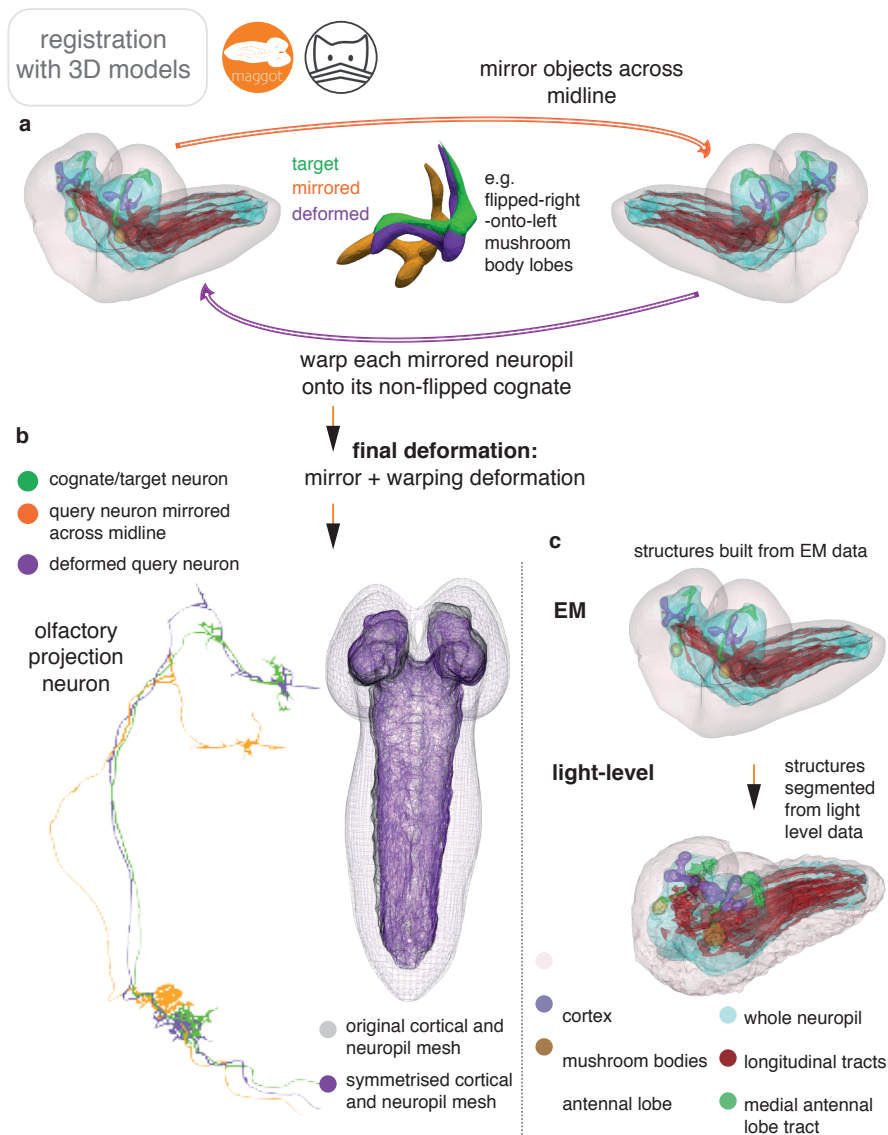 registration
with 3D models
maggot
mirror objects across
midline
a
target
mirrored
deformed
e.g.
flipped-right
-onto-left
mushroom
body lobes
warp each mirrored neuropil
onto its non-flipped cognate
b
final deformation:
mirror + warping deformation
cognate/target neuron
query neuron mirrored
across midline
deformed query neuron
olfactory
projection
neuron
original cortical and
neuropil mesh
symmetrised cortical
and neuropil mesh
c
structures built from EM data
EM
light-level
structures
segmented
from light
level data
cortex
mushroom bodies
antennal lobe
whole neuropil
longitudinal tracts
medial antennal
lobe tract